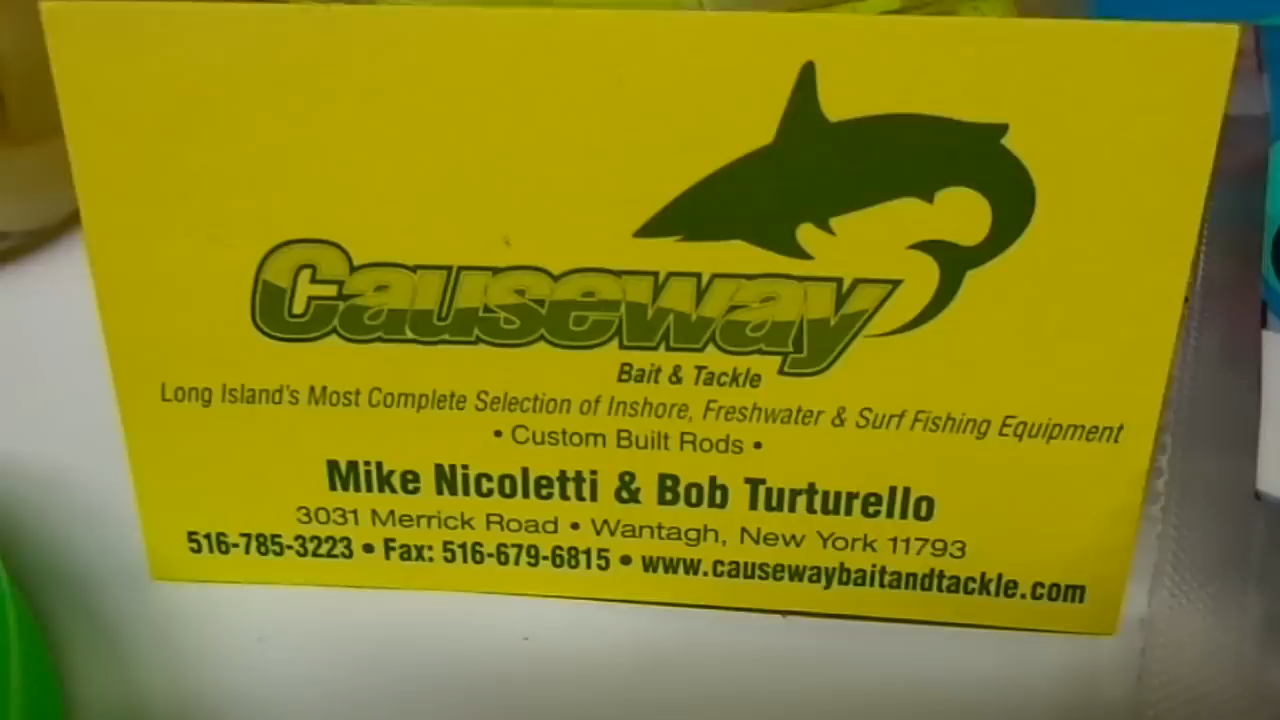 Causeway
Bait & Tackle
Long Island's Most Complete Selection of Inshore, Freshwater & Surf Fishing Equipment
• Custom Built Rods •
Mike Nicoletti & Bob Turturello
3031 Merrick Road • Wantagh, New York 11793
516-785-3223 • Fax: 516-679-6815 • www.causewaybaitandtackle.com